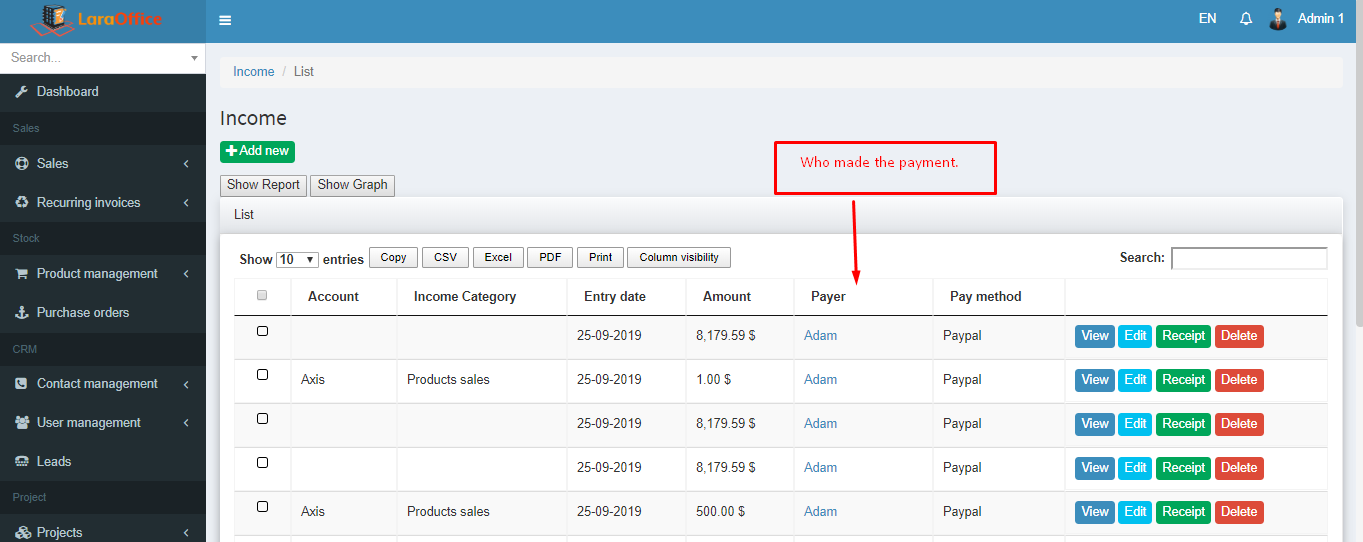 LaraOffice
EN Admin 1
Search...
Dashboard
Sales
Sales
Recurring invoices
Stock
Product management
Purchase orders
CRM
Contact management
User management
Leads
Project
Projects
Income / List
Income
Add new
Who made the payment.
Show Report Show Graph
List
Show 10 entries Copy CSV Excel PDF Print Column visibility Search:
Account Income Category Entry date Amount Payer Pay method
25-09-2019 8,179.59 $ Adam Paypal View Edit Receipt Delete
Axis Products sales 25-09-2019 1.00 $ Adam Paypal View Edit Receipt Delete
25-09-2019 8,179.59 $ Adam Paypal View Edit Receipt Delete
25-09-2019 8,179.59 $ Adam Paypal View Edit Receipt Delete
Axis Products sales 25-09-2019 500.00 $ Adam Paypal View Edit Receipt Delete